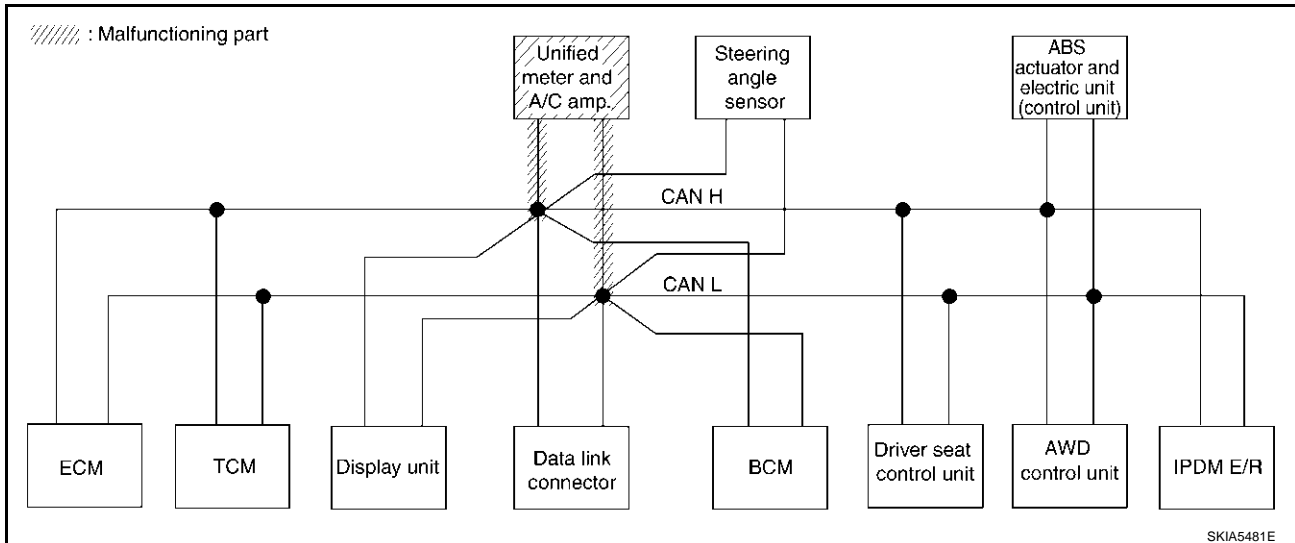 : Malfunctioning part
Unified
meter and
A/C amp.
Steering
angle
sensor
ABS
actuator and
electric unit
(control unit)
CAN H
CAN L
ECM
TCM
Display unit
Data link
connector
BCM
Driver seat
control unit
AWD
control unit
IPDM E/R
SKIA5481E